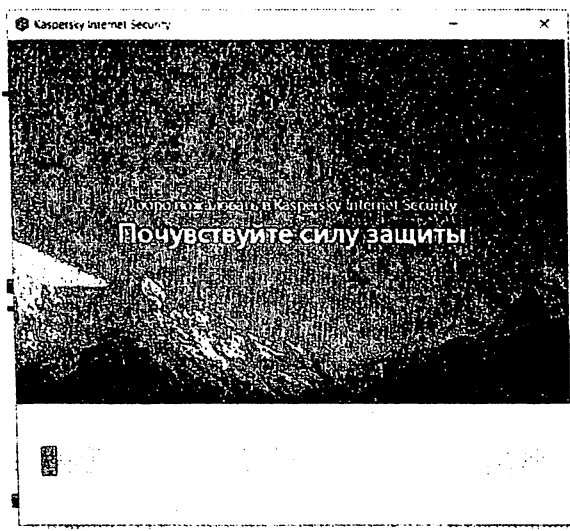 Kaspersky Internet Security
Добро пожаловать в Kaspersky Internet Security
Почувствуйте силу защиты